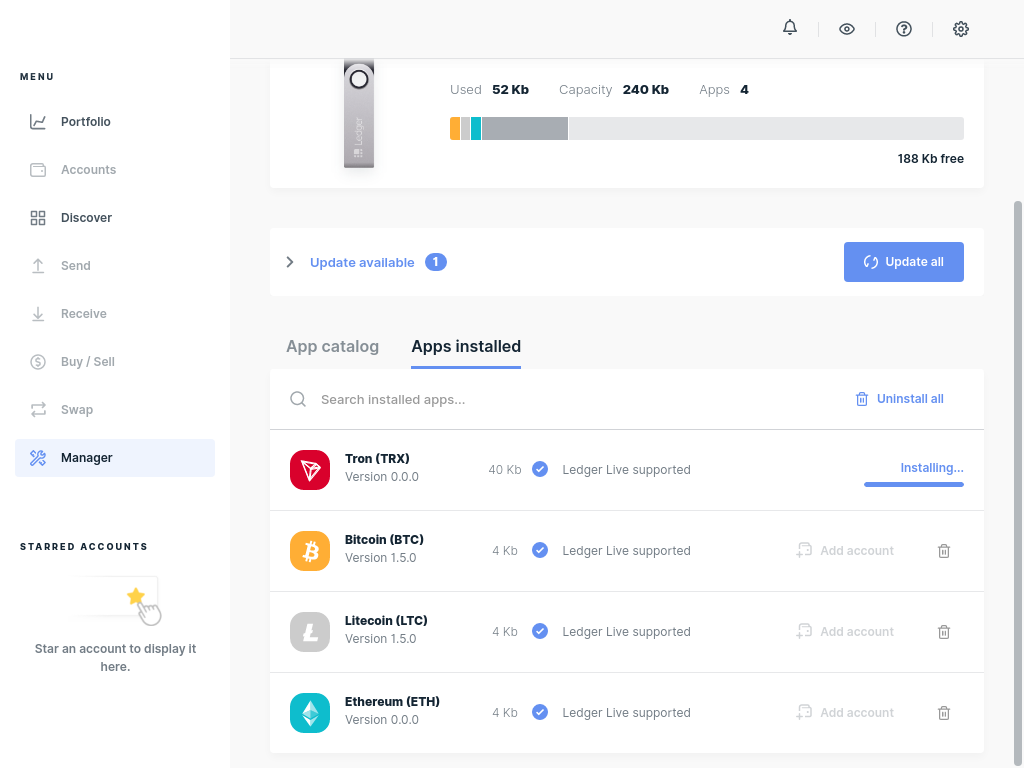 MENU
Portfolio
Accounts
Discover
Send
Receive
Buy / Sell
Swap
Manager
STARRED ACCOUNTS
Star an account to display it
here.
Ledger
Used 52 Kb Capacity 240 Kb Apps 4
188 Kb free
Update available 1
Update all
App catalog Apps installed
Search installed apps...
Uninstall all
Tron (TRX)
Version 0.0.0
40 Kb Ledger Live supported
Installing...
Bitcoin (BTC)
Version 1.5.0
4 Kb Ledger Live supported
Add account
Litecoin (LTC)
Version 1.5.0
4 Kb Ledger Live supported
Add account
Ethereum (ETH)
Version 0.0.0
4 Kb Ledger Live supported
Add account